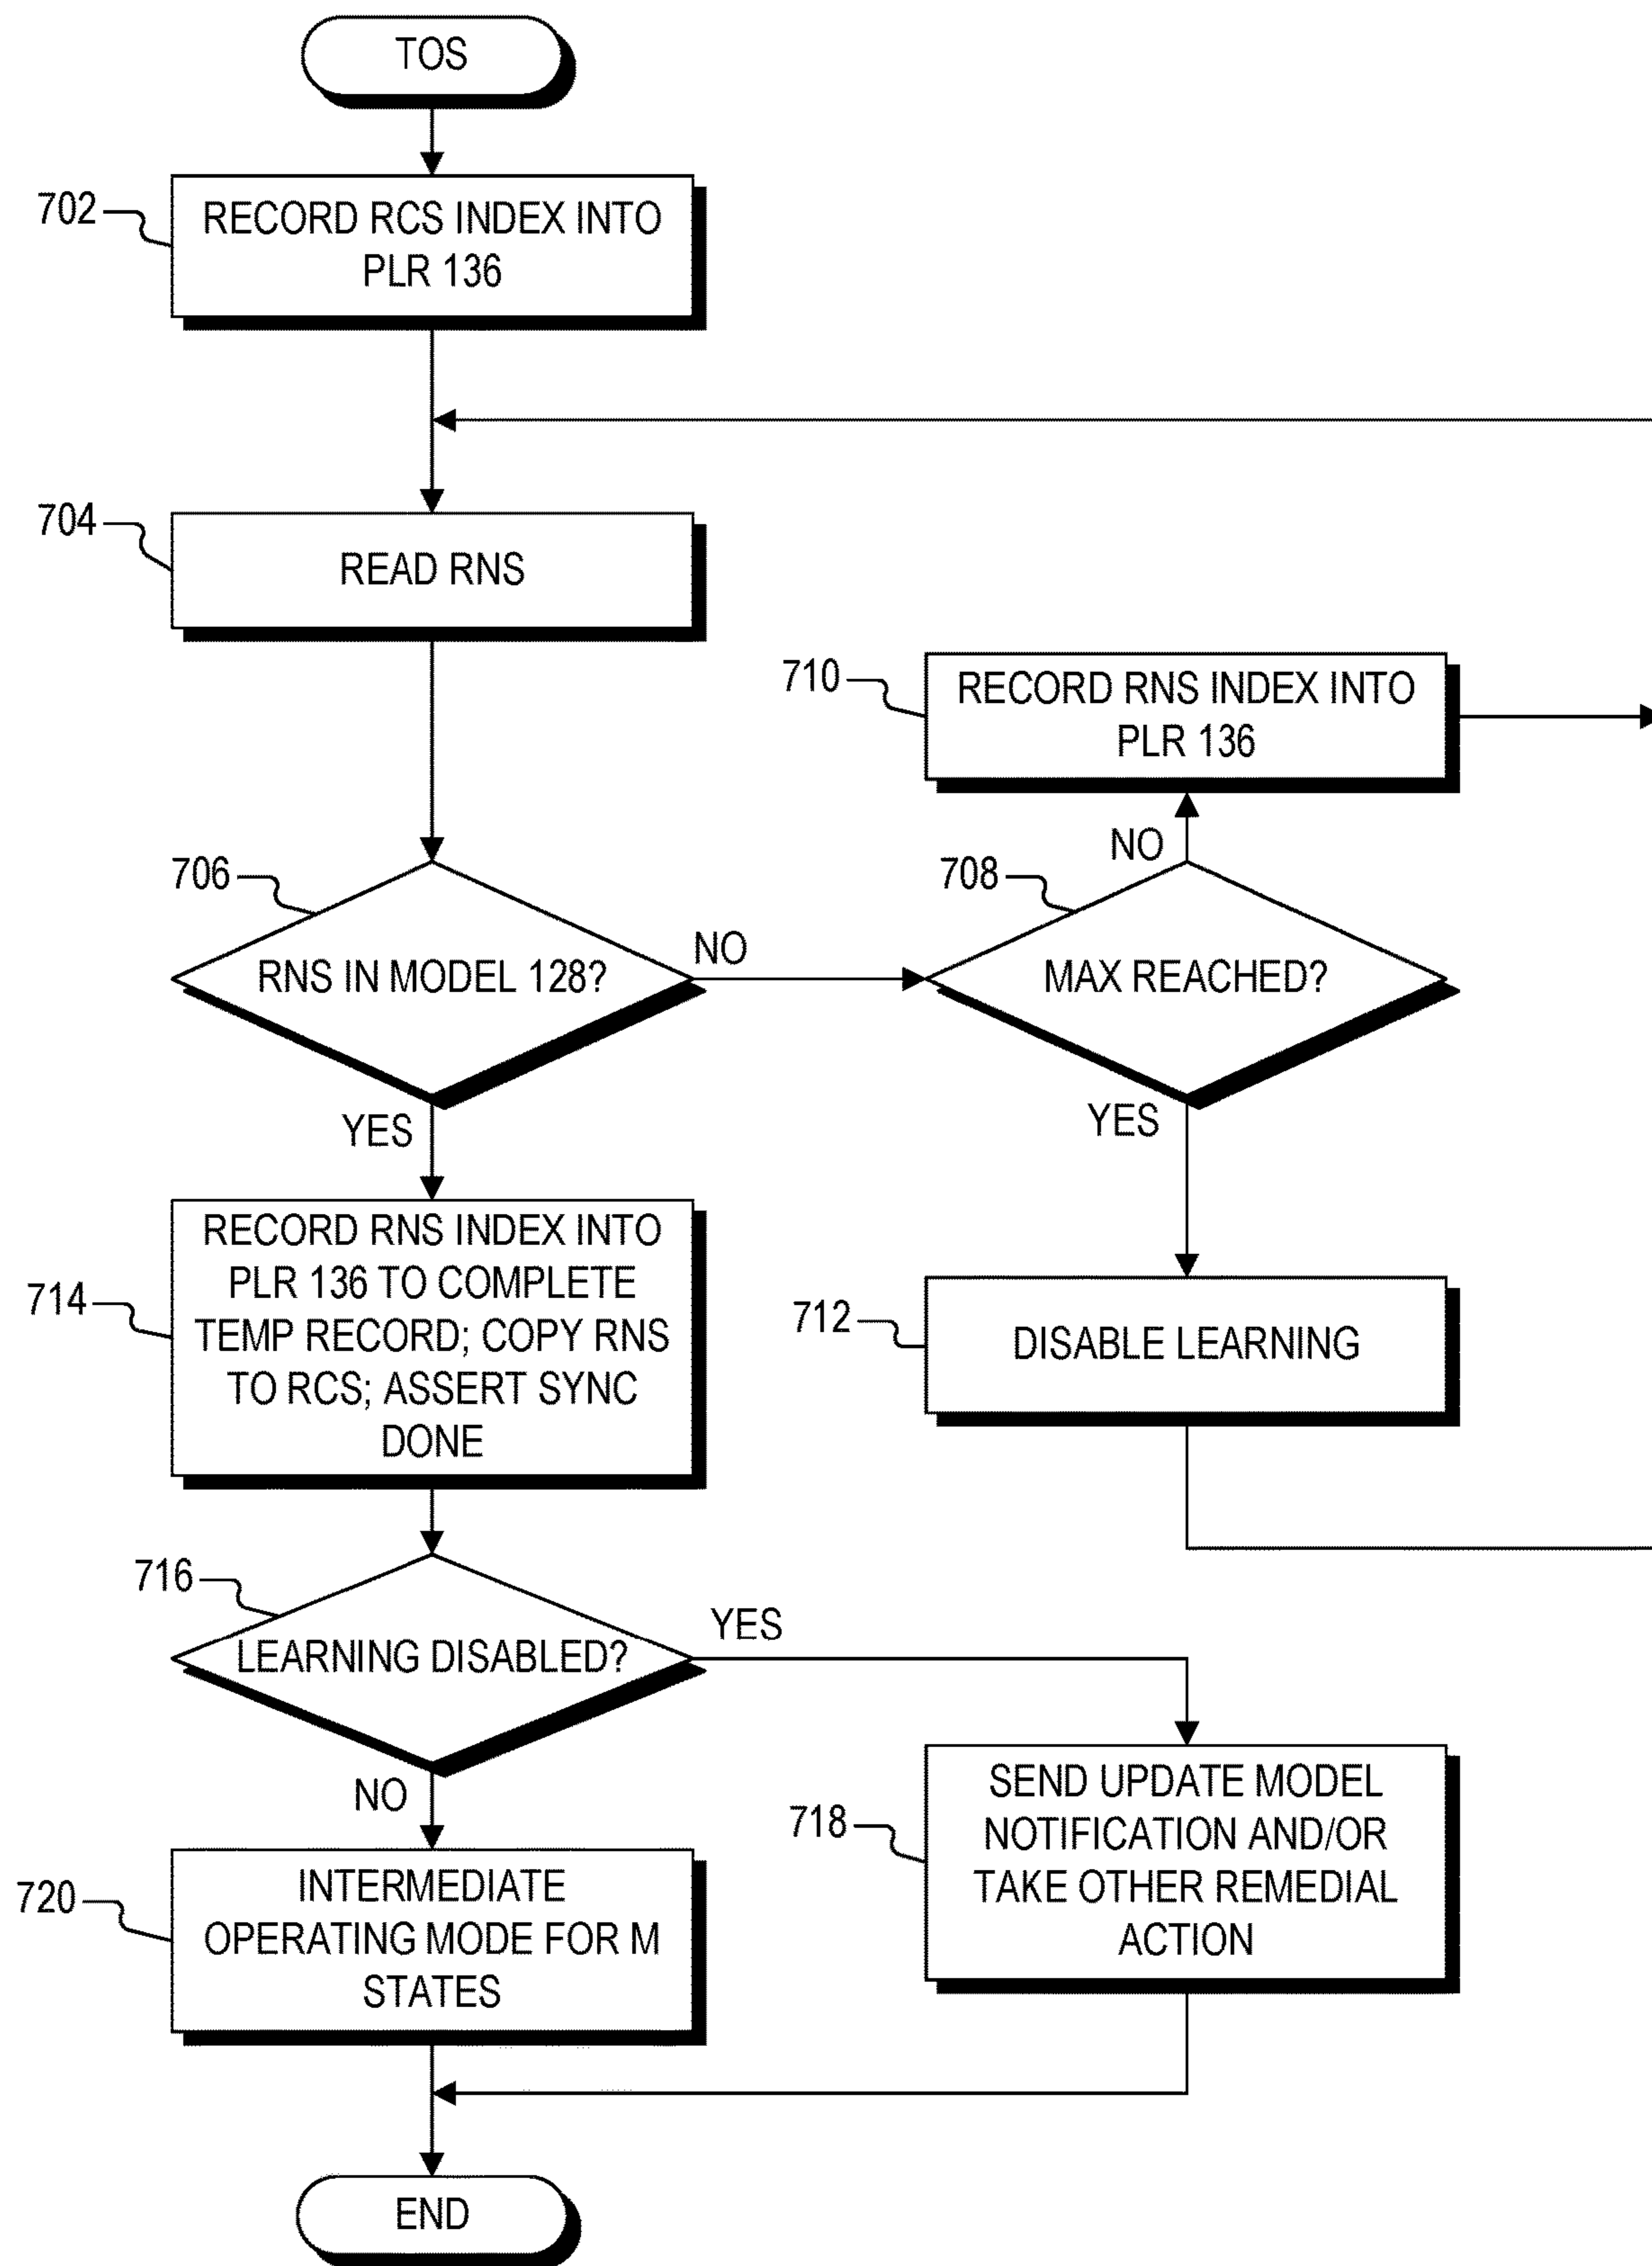 TOS
702
RECORD RCS INDEX INTO
PLR 136
704
READ RNS
710
RECORD RNS INDEX INTO
PLR 136
706
RNS IN MODEL 128?
NO
708
MAX REACHED?
NO
YES
YES
714
RECORD RNS INDEX INTO
PLR 136 TO COMPLETE
TEMP RECORD; COPY RNS
TO RCS; ASSERT SYNC
DONE
712
DISABLE LEARNING
716
LEARNING DISABLED?
YES
NO
718
SEND UPDATE MODEL
NOTIFICATION AND/OR
TAKE OTHER REMEDIAL
ACTION
720
INTERMEDIATE
OPERATING MODE FOR M
STATES
END